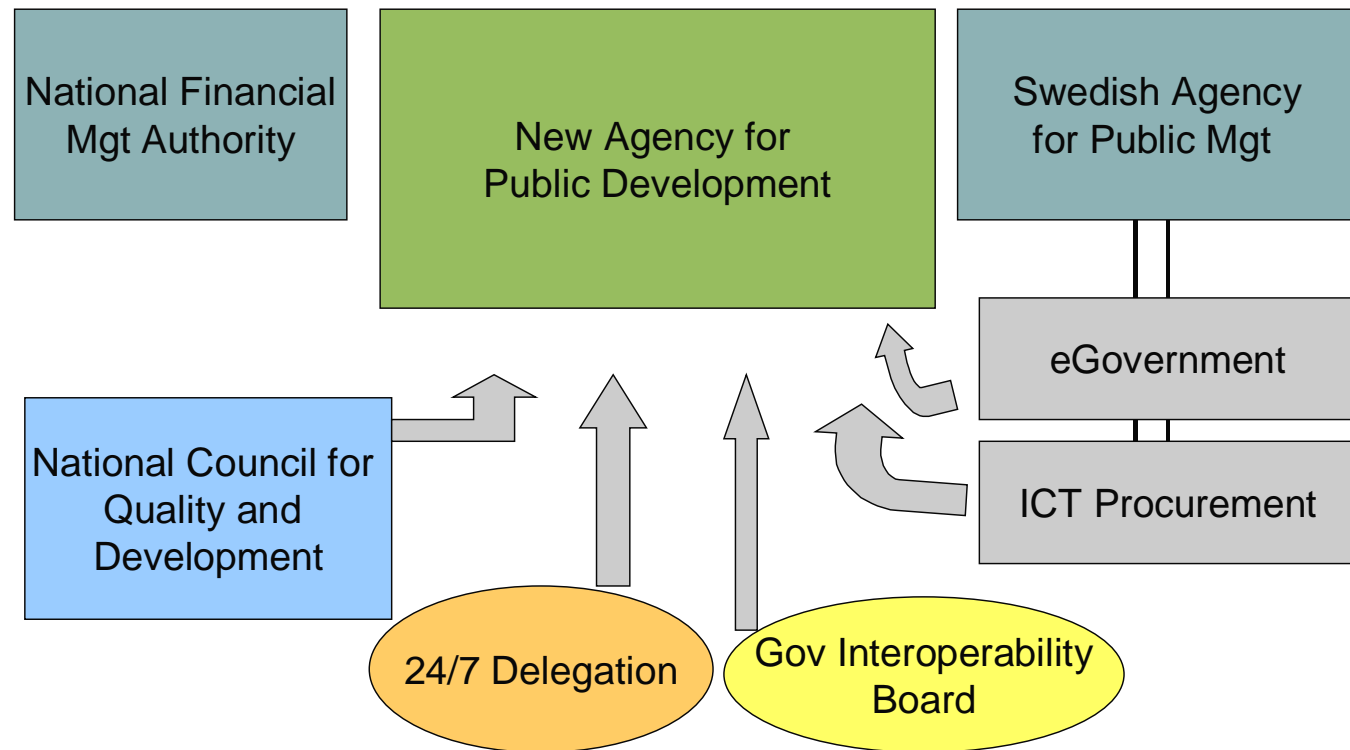 National Financial
Mgt Authority
New Agency for
Public Development
Swedish Agency
for Public Mgt
eGovernment
ICT Procurement
National Council for
Quality and
Development
24/7 Delegation
Gov Interoperability
Board